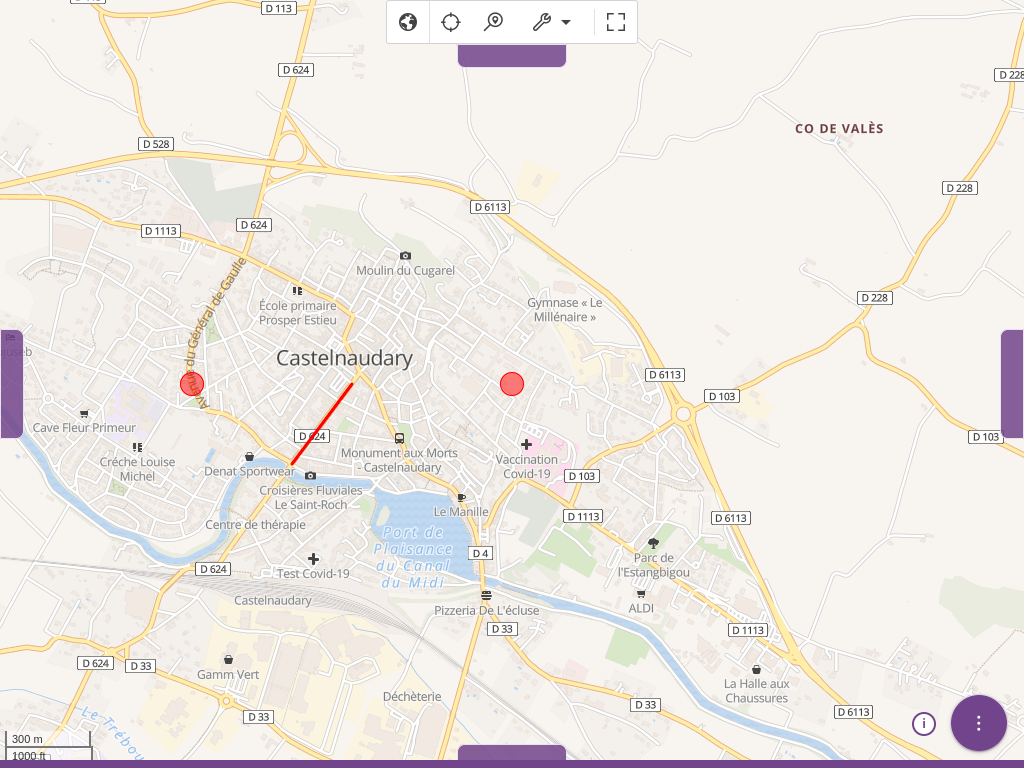 D 113
D 624
D 228
CO DE VALÈS
D 528
D 228
D 6113
D 624
D 1113
Moulin du Cugarel
Avenue du Général de Gaulle
École primaire
Prosper Estieu
Gymnase « Le
Millénaire »
D 228
Castelnaudary
D 6113
D 103
Cave Fleur Primeur
D 624
D 103
Monument aux Morts
- Castelnaudary
Créche Louise
Michel
Denat Sportwear
Vaccination
Covid-19
D 103
Croisières Fluviales
Le Saint-Roch
Le Manille
D 1113
D 6113
Centre de thérapie
Port de
Plaisance
du Canal
du Midi
D 4
Parc de
l'Estangbigou
D 624
Test Covid-19
Castelnaudary
Pizzeria De L'écluse
ALDI
D 33
D 1113
D 624
D 33
Gamm Vert
La Halle aux
Chaussures
Déchèterie
D 33
D 33
D 6113
Le Trébou
300 m
1000 ft
i